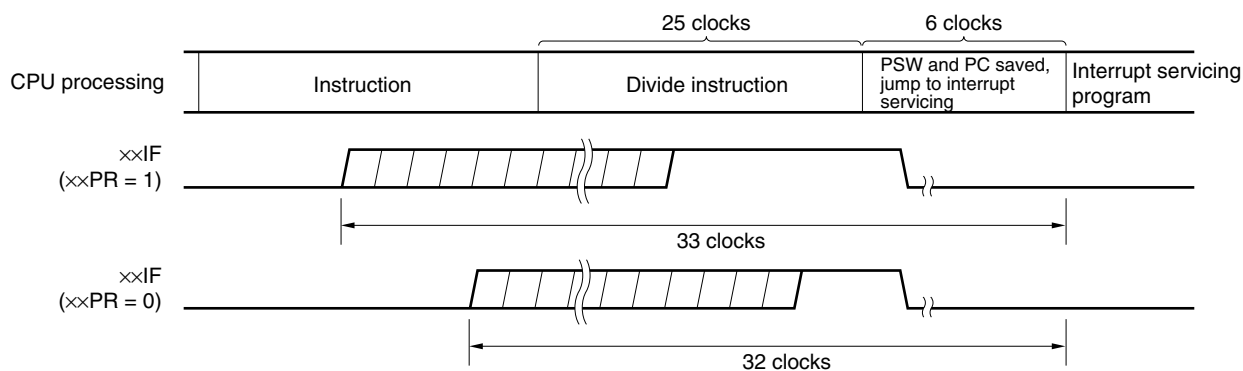 25 clocks
6 clocks
CPU processing
Instruction
Divide instruction
PSW and PC saved,
jump to interrupt
servicing
Interrupt servicing
program
××IF
(××PR = 1)
33 clocks
××IF
(××PR = 0)
32 clocks